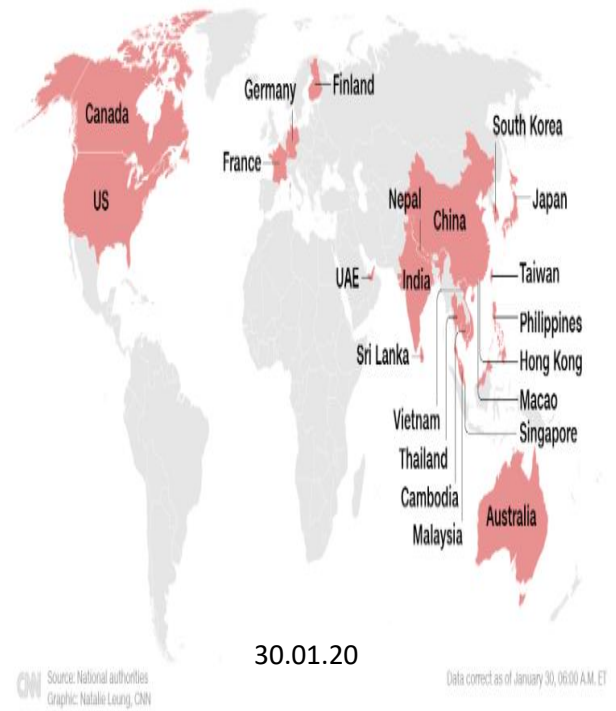 Canada
US
Germany
Finland
France
South Korea
Nepal
China
Japan
UAE
India
Taiwan
Philippines
Sri Lanka
Hong Kong
Macao
Vietnam
Singapore
Thailand
Cambodia
Malaysia
Australia
30.01.20
CNN
Source: National authorities
Graphic: Natalie Leung, CNN
Data correct as of January 30, 06:00 A.M. ET